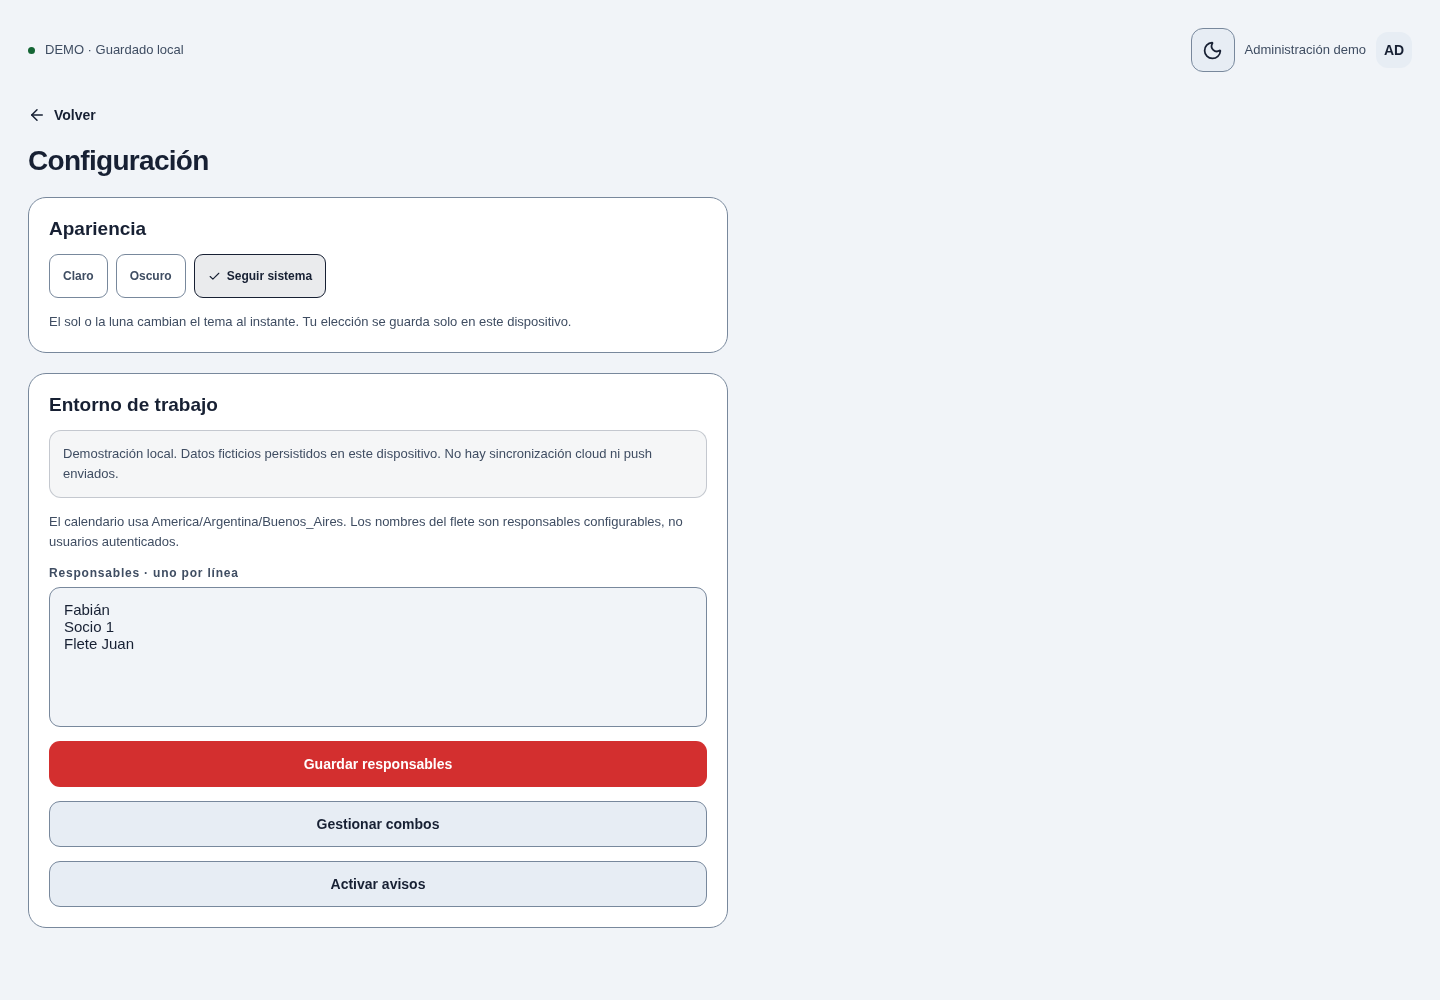 DEMO · Guardado local
Administración demo
AD
Volver
Configuración
Apariencia
Claro
Oscuro
Seguir sistema
El sol o la luna cambian el tema al instante. Tu elección se guarda solo en este dispositivo.
Entorno de trabajo
Demostración local. Datos ficticios persistidos en este dispositivo. No hay sincronización cloud ni push
enviados.
El calendario usa America/Argentina/Buenos_Aires. Los nombres del flete son responsables configurables, no
usuarios autenticados.
Responsables · uno por línea
Fabián
Socio 1
Flete Juan
Guardar responsables
Gestionar combos
Activar avisos